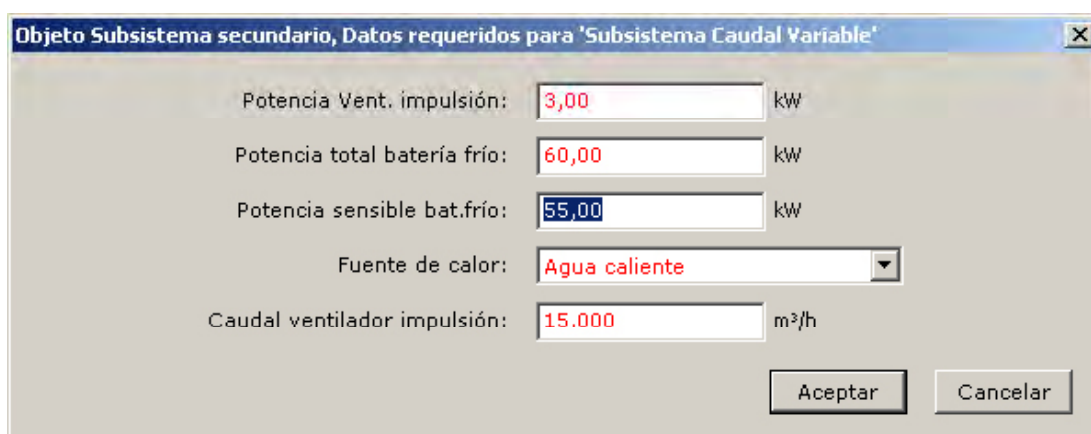 Objeto Subsistema secundario, Datos requeridos para 'Subsistema Caudal Variable'
Potencia Vent. impulsión: 3,00 kW
Potencia total batería frío: 60,00 kW
Potencia sensible bat.frío: 55,00 kW
Fuente de calor: Agua caliente
Caudal ventilador impulsión: 15.000 m³/h
Aceptar Cancelar